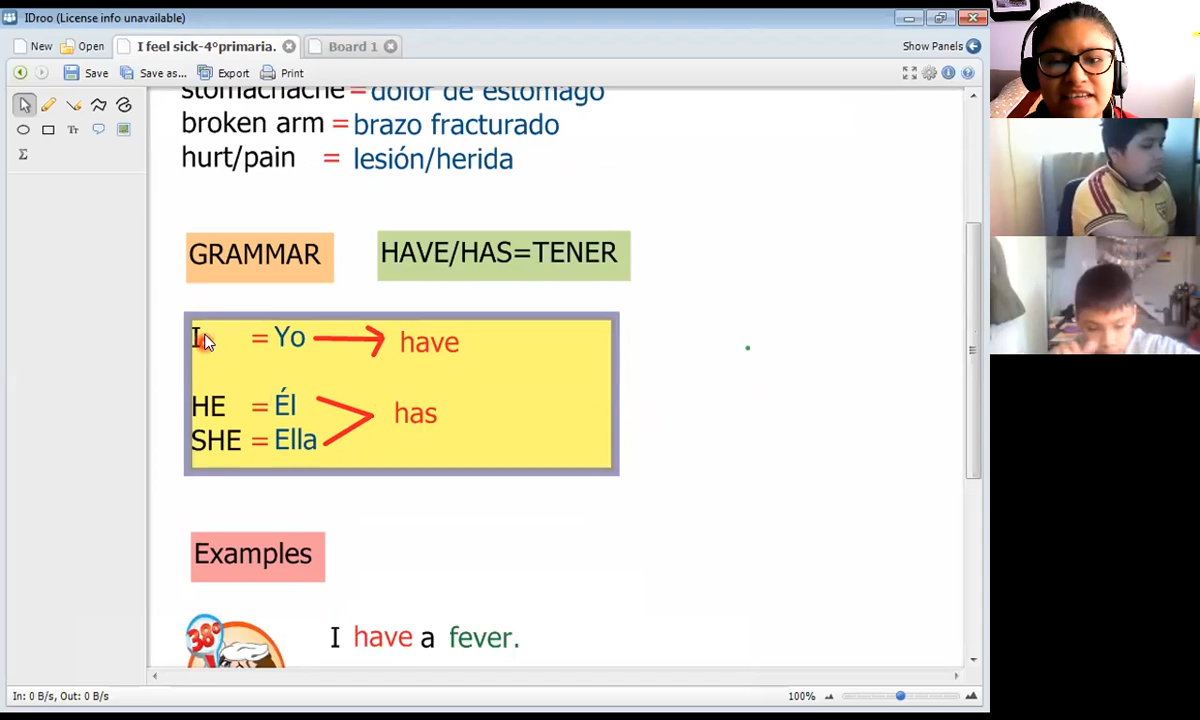 IDroo (License info unavailable)
New Open I feel sick-4°primaria. Board 1 Show Panels
Save Save as... Export Print
stomachache = dolor de estomago
broken arm = brazo fracturado
hurt/pain = lesión/herida
GRAMMAR HAVE/HAS=TENER
I = Yo have
HE = Él has
SHE = Ella
Examples
38°
I have a fever.
In: 0 B/s, Out: 0 B/s 100%